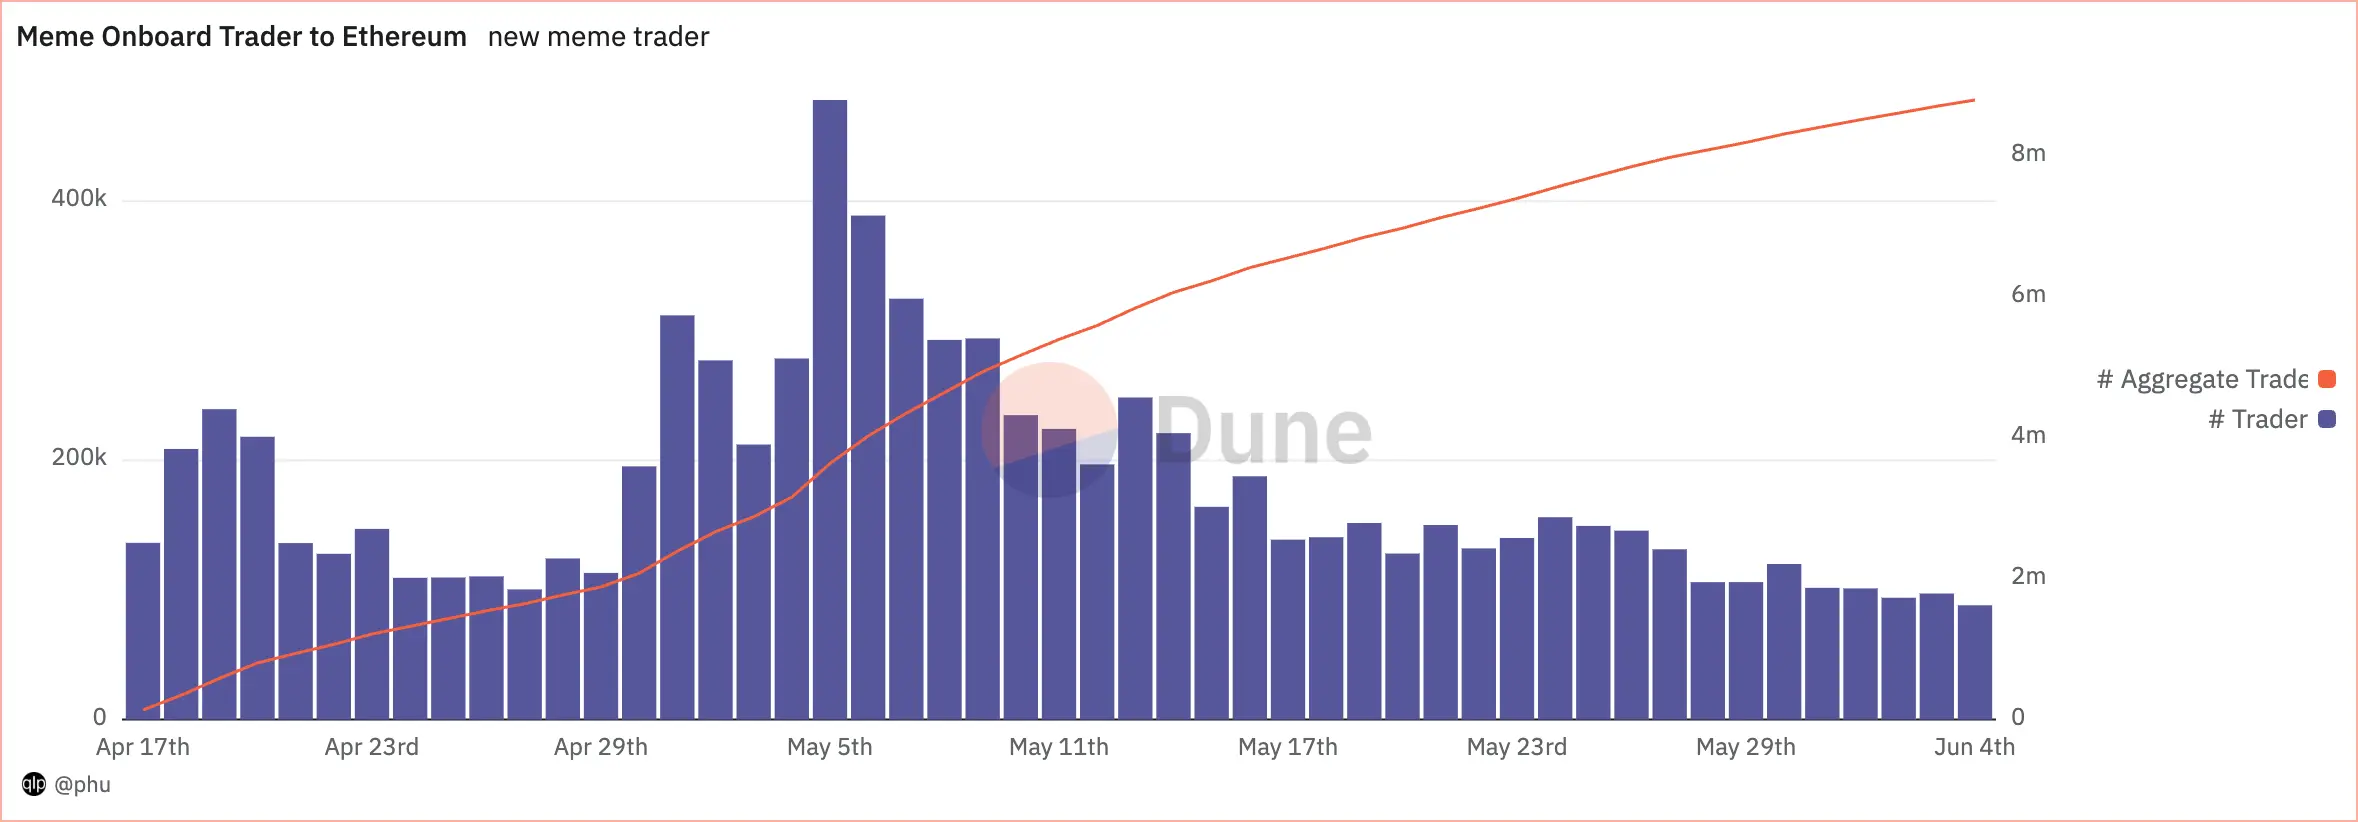 Meme Onboard Trader to Ethereum new meme trader
400k
200k
0
8m
6m
4m
2m
0
Dune
# Aggregate Trade
# Trader
Apr 17th Apr 23rd Apr 29th May 5th May 11th May 17th May 23rd May 29th Jun 4th
qlp @phu